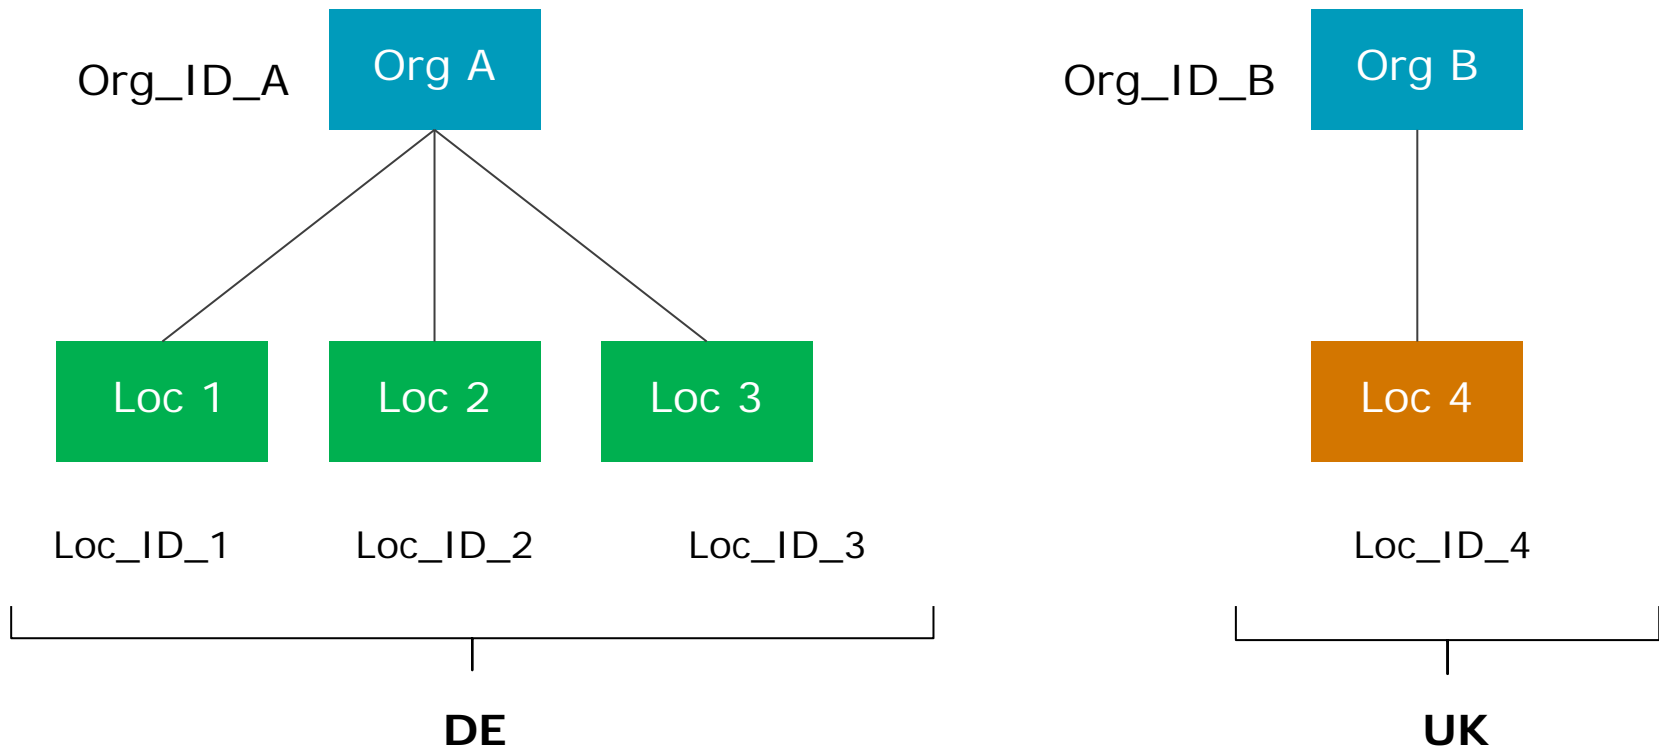 Org_ID_A
Org A
Org_ID_B
Org B
Loc 1
Loc 2
Loc 3
Loc 4
Loc_ID_1
Loc_ID_2
Loc_ID_3
Loc_ID_4
DE
UK